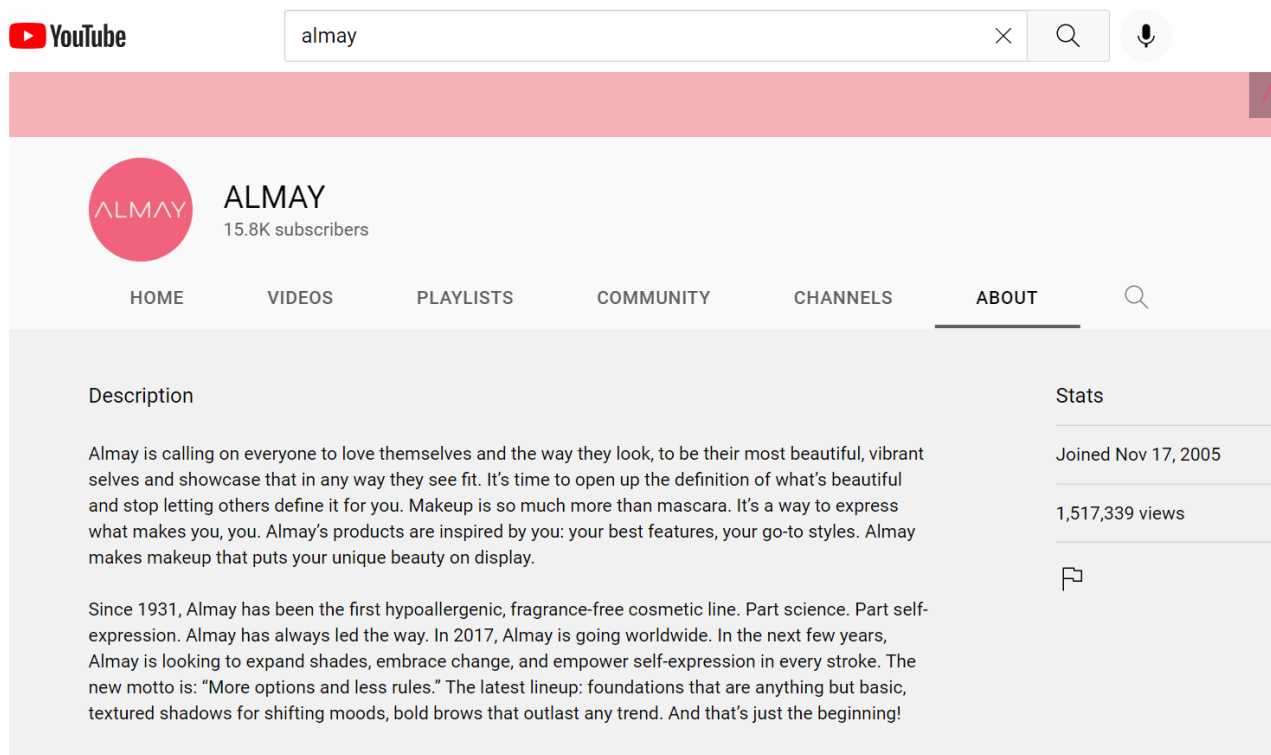 YouTube
almay
ALMAY
ALMAY
15.8K subscribers
HOME VIDEOS PLAYLISTS COMMUNITY CHANNELS ABOUT
Description
Almay is calling on everyone to love themselves and the way they look, to be their most beautiful, vibrant
selves and showcase that in any way they see fit. It’s time to open up the definition of what’s beautiful
and stop letting others define it for you. Makeup is so much more than mascara. It’s a way to express
what makes you, you. Almay’s products are inspired by you: your best features, your go-to styles. Almay
makes makeup that puts your unique beauty on display.
Since 1931, Almay has been the first hypoallergenic, fragrance-free cosmetic line. Part science. Part self-
expression. Almay has always led the way. In 2017, Almay is going worldwide. In the next few years,
Almay is looking to expand shades, embrace change, and empower self-expression in every stroke. The
new motto is: “More options and less rules.” The latest lineup: foundations that are anything but basic,
textured shadows for shifting moods, bold brows that outlast any trend. And that’s just the beginning!
Stats
Joined Nov 17, 2005
1,517,339 views